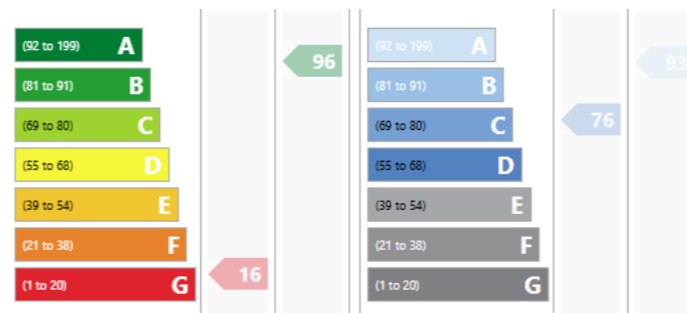 (92 to 199) A
(81 to 91) B
(69 to 80) C
(55 to 68) D
(39 to 54) E
(21 to 38) F
(1 to 20) G
16
96
(92 to 199) A
(81 to 91) B
(69 to 80) C
(55 to 68) D
(39 to 54) E
(21 to 38) F
(1 to 20) G
76
93